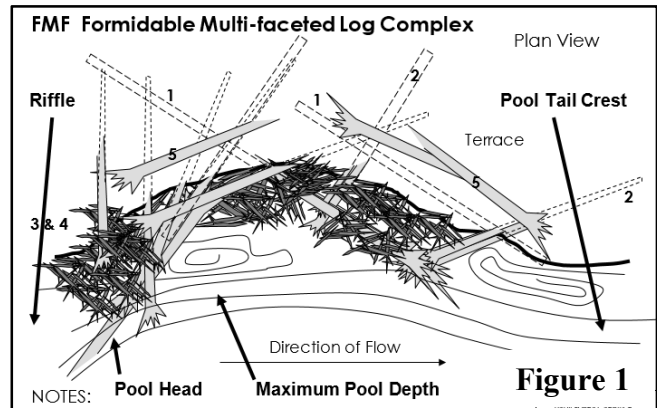 FMF Formidable Multi-faceted Log Complex
Plan View
Riffle
1
2
1
Pool Tail Crest
Terrace
5
5
2
3 & 4
Direction of Flow
Pool Head
Maximum Pool Depth
Figure 1
NOTES: